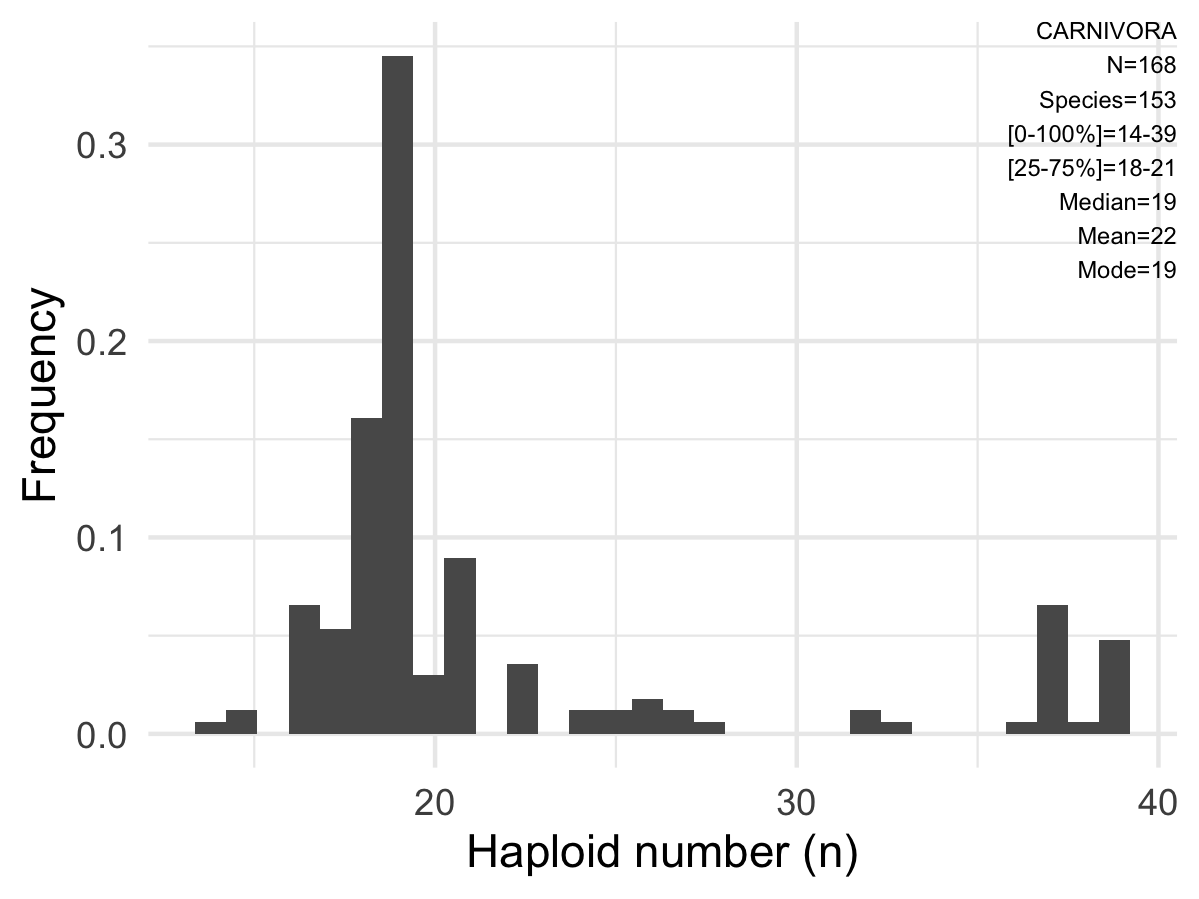 CARNIVORA
N=168
Species=153
[0-100%]=14-39
[25-75%]=18-21
Median=19
Mean=22
Mode=19
Frequency
0.3
0.2
0.1
0.0
20 30 40
Haploid number (n)